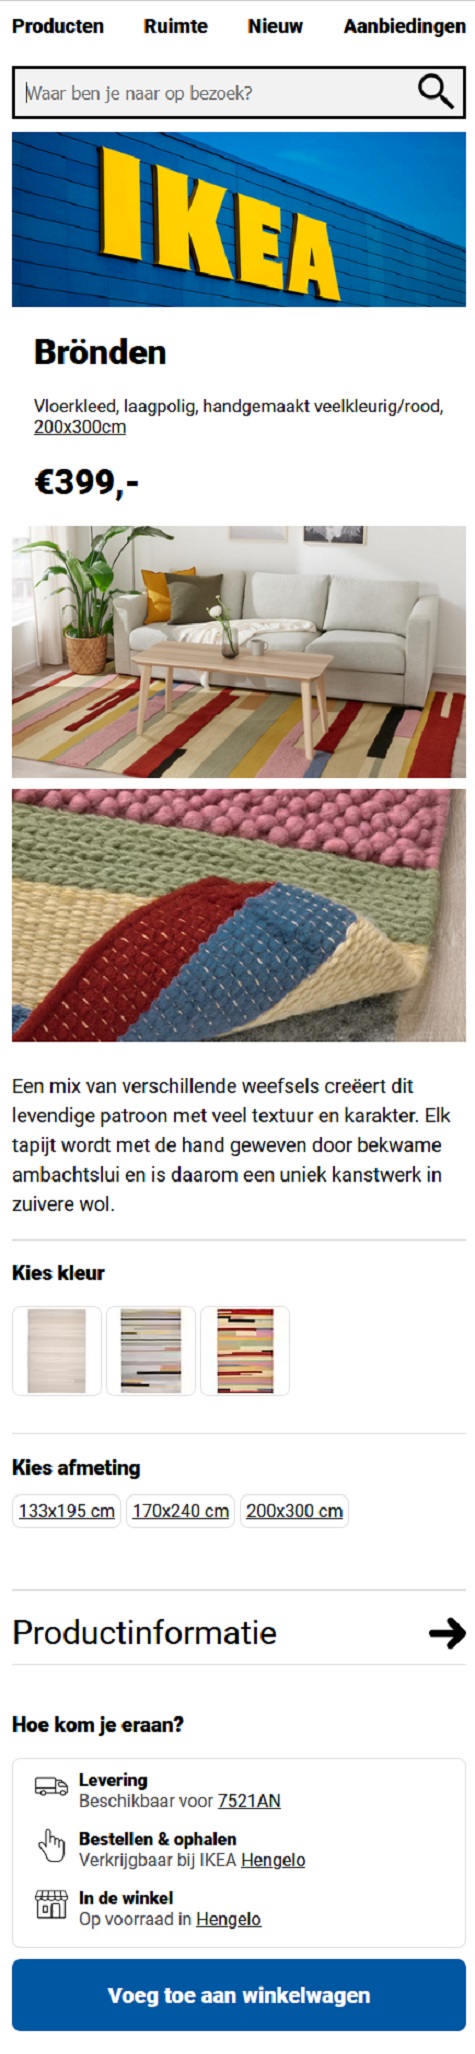 Producten Ruimte Nieuw Aanbiedingen
Waar ben je naar op bezoek?
IKEA
Brönden
Vloerkleed, laagpolig, handgemaakt veelkleurig/rood,
200x300cm
€399,-
Een mix van verschillende weefsels creëert dit
levendige patroon met veel textuur en karakter. Elk
tapijt wordt met de hand geweven door bekwame
ambachtslui en is daarom een uniek kanstwerk in
zuivere wol.
Kies kleur
Kies afmeting
133x195 cm 170x240 cm 200x300 cm
Productinformatie
Hoe kom je eraan?
Levering
Beschikbaar voor 7521AN
Bestellen & ophalen
Verkrijgbaar bij IKEA Hengelo
In de winkel
Op voorraad in Hengelo
Voeg toe aan winkelwagen